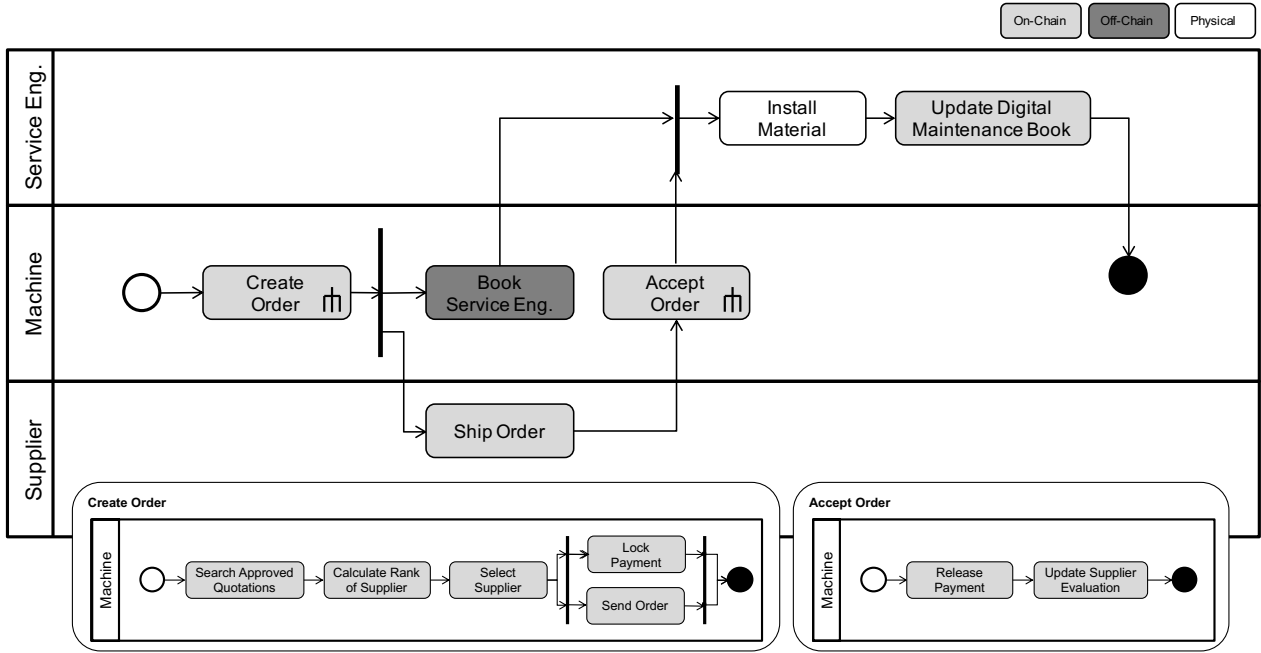 On-Chain
Off-Chain
Physical
Service Eng.
Install
Material
Update Digital
Maintenance Book
Machine
Create
Order
Book
Service Eng.
Accept
Order
Supplier
Ship Order
Create Order
Machine
Search Approved
Quotations
Calculate Rank
of Supplier
Select
Supplier
Lock
Payment
Send Order
Accept Order
Machine
Release
Payment
Update Supplier
Evaluation